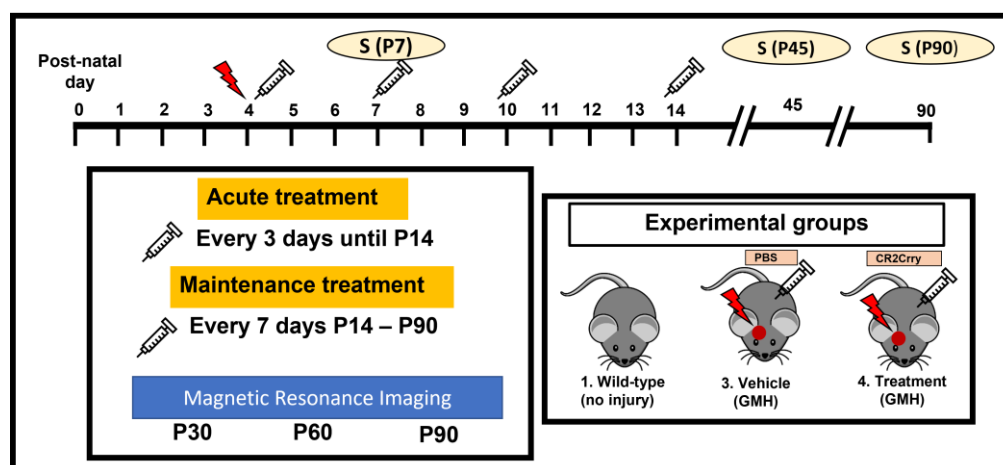 S (P7)
S (P45)
S (P90)
Post-natal
day
0 1 2 3 4 5 6 7 8 9 10 11 12 13 14 45 90
Acute treatment
Every 3 days until P14
Maintenance treatment
Every 7 days P14 – P90
Magnetic Resonance Imaging
P30 P60 P90
Experimental groups
PBS
CR2Crry
1. Wild-type
(no injury)
3. Vehicle
(GMH)
4. Treatment
(GMH)